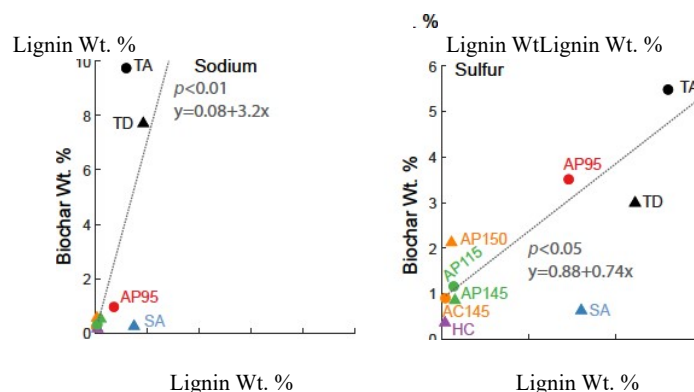 . %
Lignin Wt. %
Lignin WtLignin Wt. %
10
TA
Sodium
p<0.01
y=0.08+3.2x
8
TD
6
4
2
AP95
SA
0
Biochar Wt. %
Lignin Wt. %
6
Sulfur
TA
5
4
AP95
3
TD
AP150
2
p<0.05
y=0.88+0.74x
AP115
1
AP145
AC145
SA
HC
0
Biochar Wt. %
Lignin Wt. %